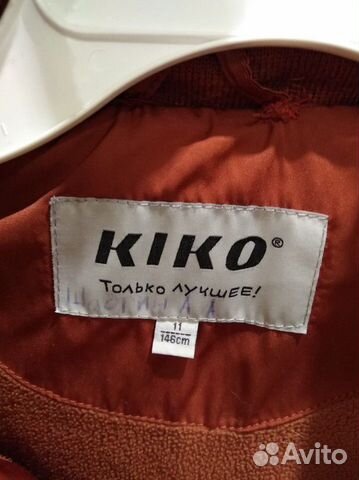 KIKO®
Только лучшее!
11
146cm
Avito